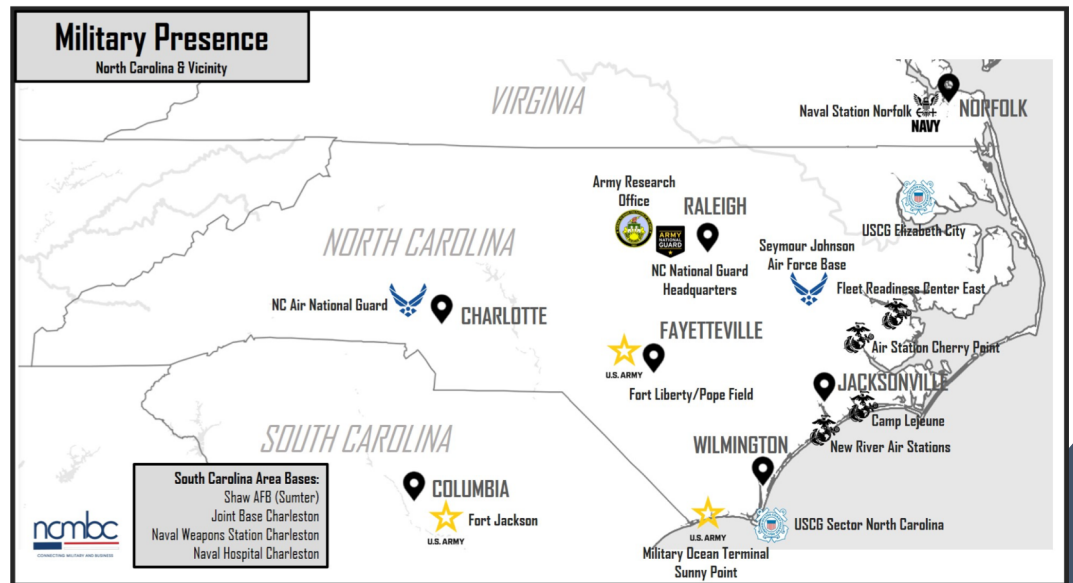 Military Presence
North Carolina & Vicinity
VIRGINIA
Naval Station Norfolk
NAVY
NORFOLK
Army Research
Office
ARMY
NATIONAL
GUARD
RALEIGH
USCG Elizabeth City
NORTH CAROLINA
NC National Guard
Headquarters
Seymour Johnson
Air Force Base
Fleet Readiness Center East
NC Air National Guard
CHARLOTTE
FAYETTEVILLE
U.S. ARMY
Air Station Cherry Point
Fort Liberty/Pope Field
JACKSONVILLE
Camp Lejeune
New River Air Stations
SOUTH CAROLINA
WILMINGTON
South Carolina Area Bases:
Shaw AFB (Sumter)
Joint Base Charleston
Naval Weapons Station Charleston
Naval Hospital Charleston
COLUMBIA
Fort Jackson
U.S. ARMY
USCG Sector North Carolina
U.S. ARMY
Military Ocean Terminal
Sunny Point
ncmbc
CONNECTING MILITARY AND BUSINESS